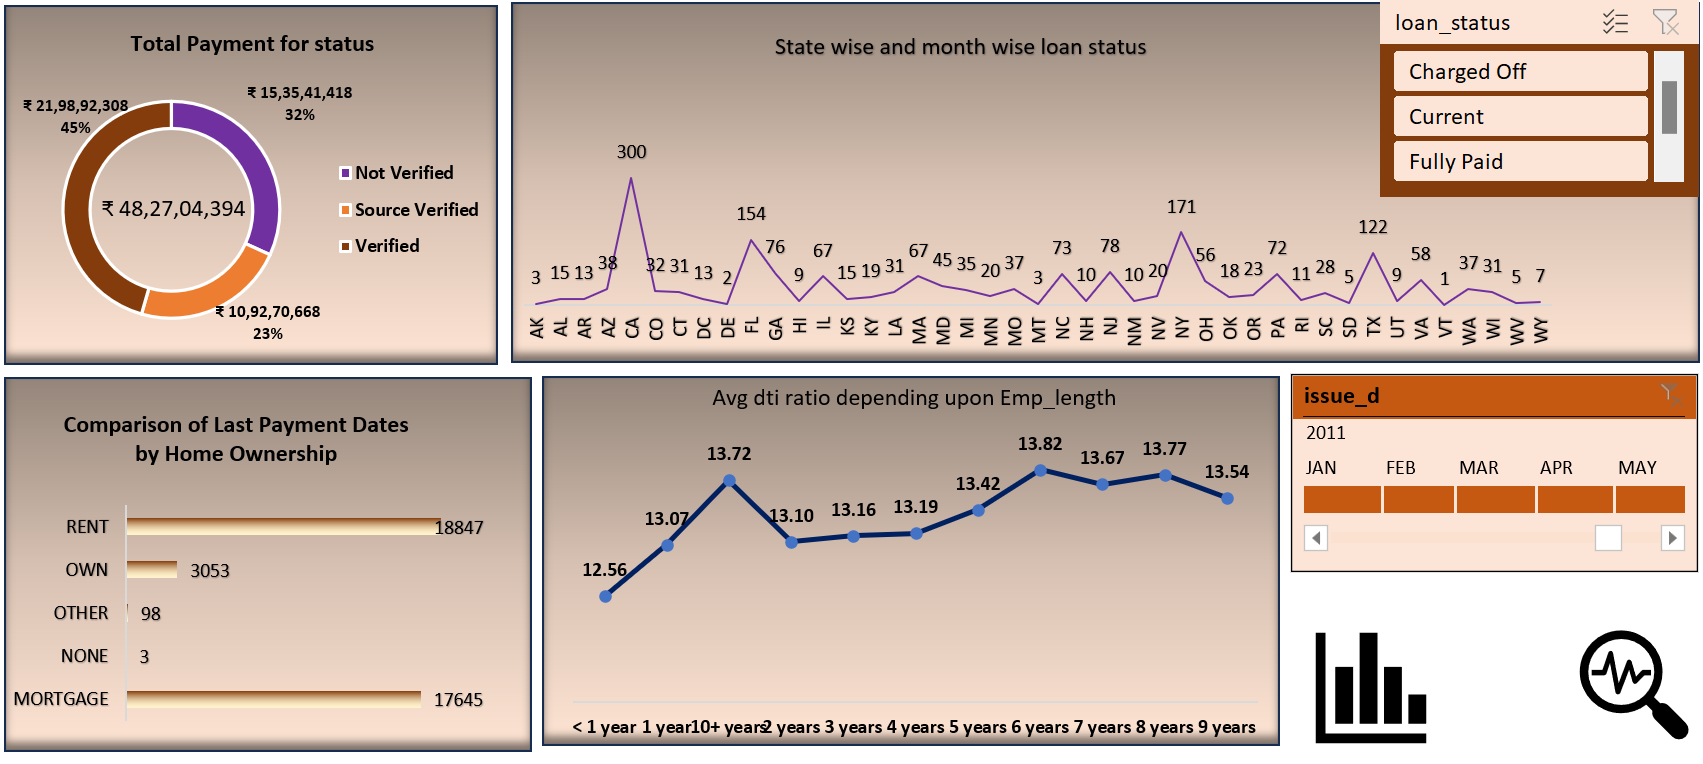 Total Payment for status
₹ 21,98,92,308
45%
₹ 15,35,41,418
32%
₹ 48,27,04,394
Not Verified
Source Verified
Verified
₹ 10,92,70,668
23%
State wise and month wise loan status
3 15 13 38 300 32 31 13 2 154 76 9 67 15 19 31 67 45 35 20 37 3 73 10 78 10 20 171 56 18 23 72 11 28 5 122 9 58 1 37 31 5 7
AK AL AR AZ CA CO CT DC DE FL GA HI IL KS KY LA MA MD MI MN MO MT NC NH NJ NM NV NY OH OK OR PA RI SC SD TX UT VA VT WA WI WV WY
loan_status
Charged Off
Current
Fully Paid
Comparison of Last Payment Dates
by Home Ownership
RENT 18847
OWN 3053
OTHER 98
NONE 3
MORTGAGE 17645
Avg dti ratio depending upon Emp_length
12.56 13.07 13.72 13.10 13.16 13.19 13.42 13.82 13.67 13.77 13.54
< 1 year 1 year 10+ years 2 years 3 years 4 years 5 years 6 years 7 years 8 years 9 years
issue_d
2011
JAN FEB MAR APR MAY